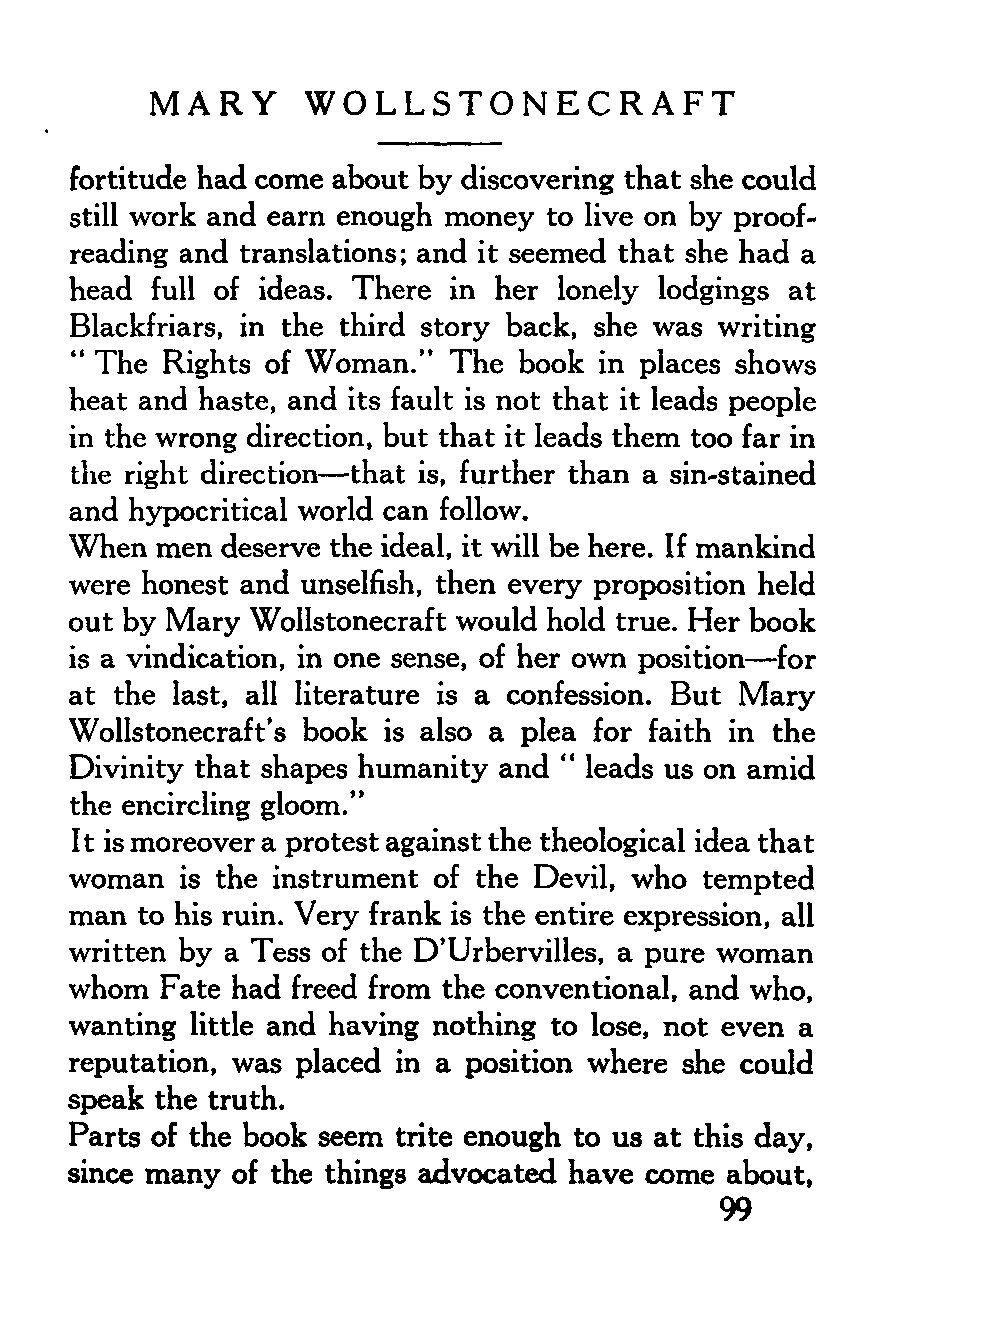 MARY WOLLSTONECRAFT
fortitude had come about by discovering that she could
still work and earn enough money to live on by proof-
reading and translations; and it seemed that she had a
head full of ideas. There in her lonely lodgings at
Blackfriars, in the third story back, she was writing
“ The Rights of Woman.” The book in places shows
heat and haste, and its fault is not that it leads people
in the wrong direction, but that it leads them too far in
the right direction—that is, further than a sin-stained
and hypocritical world can follow.
When men deserve the ideal, it will be here. If mankind
were honest and unselfish, then every proposition held
out by Mary Wollstonecraft would hold true. Her book
is a vindication, in one sense, of her own position—for
at the last, all literature is a confession. But Mary
Wollstonecraft’s book is also a plea for faith in the
Divinity that shapes humanity and “ leads us on amid
the encircling gloom.”
It is moreover a protest against the theological idea that
woman is the instrument of the Devil, who tempted
man to his ruin. Very frank is the entire expression, all
written by a Tess of the D’Urbervilles, a pure woman
whom Fate had freed from the conventional, and who,
wanting little and having nothing to lose, not even a
reputation, was placed in a position where she could
speak the truth.
Parts of the book seem trite enough to us at this day,
since many of the things advocated have come about,
99